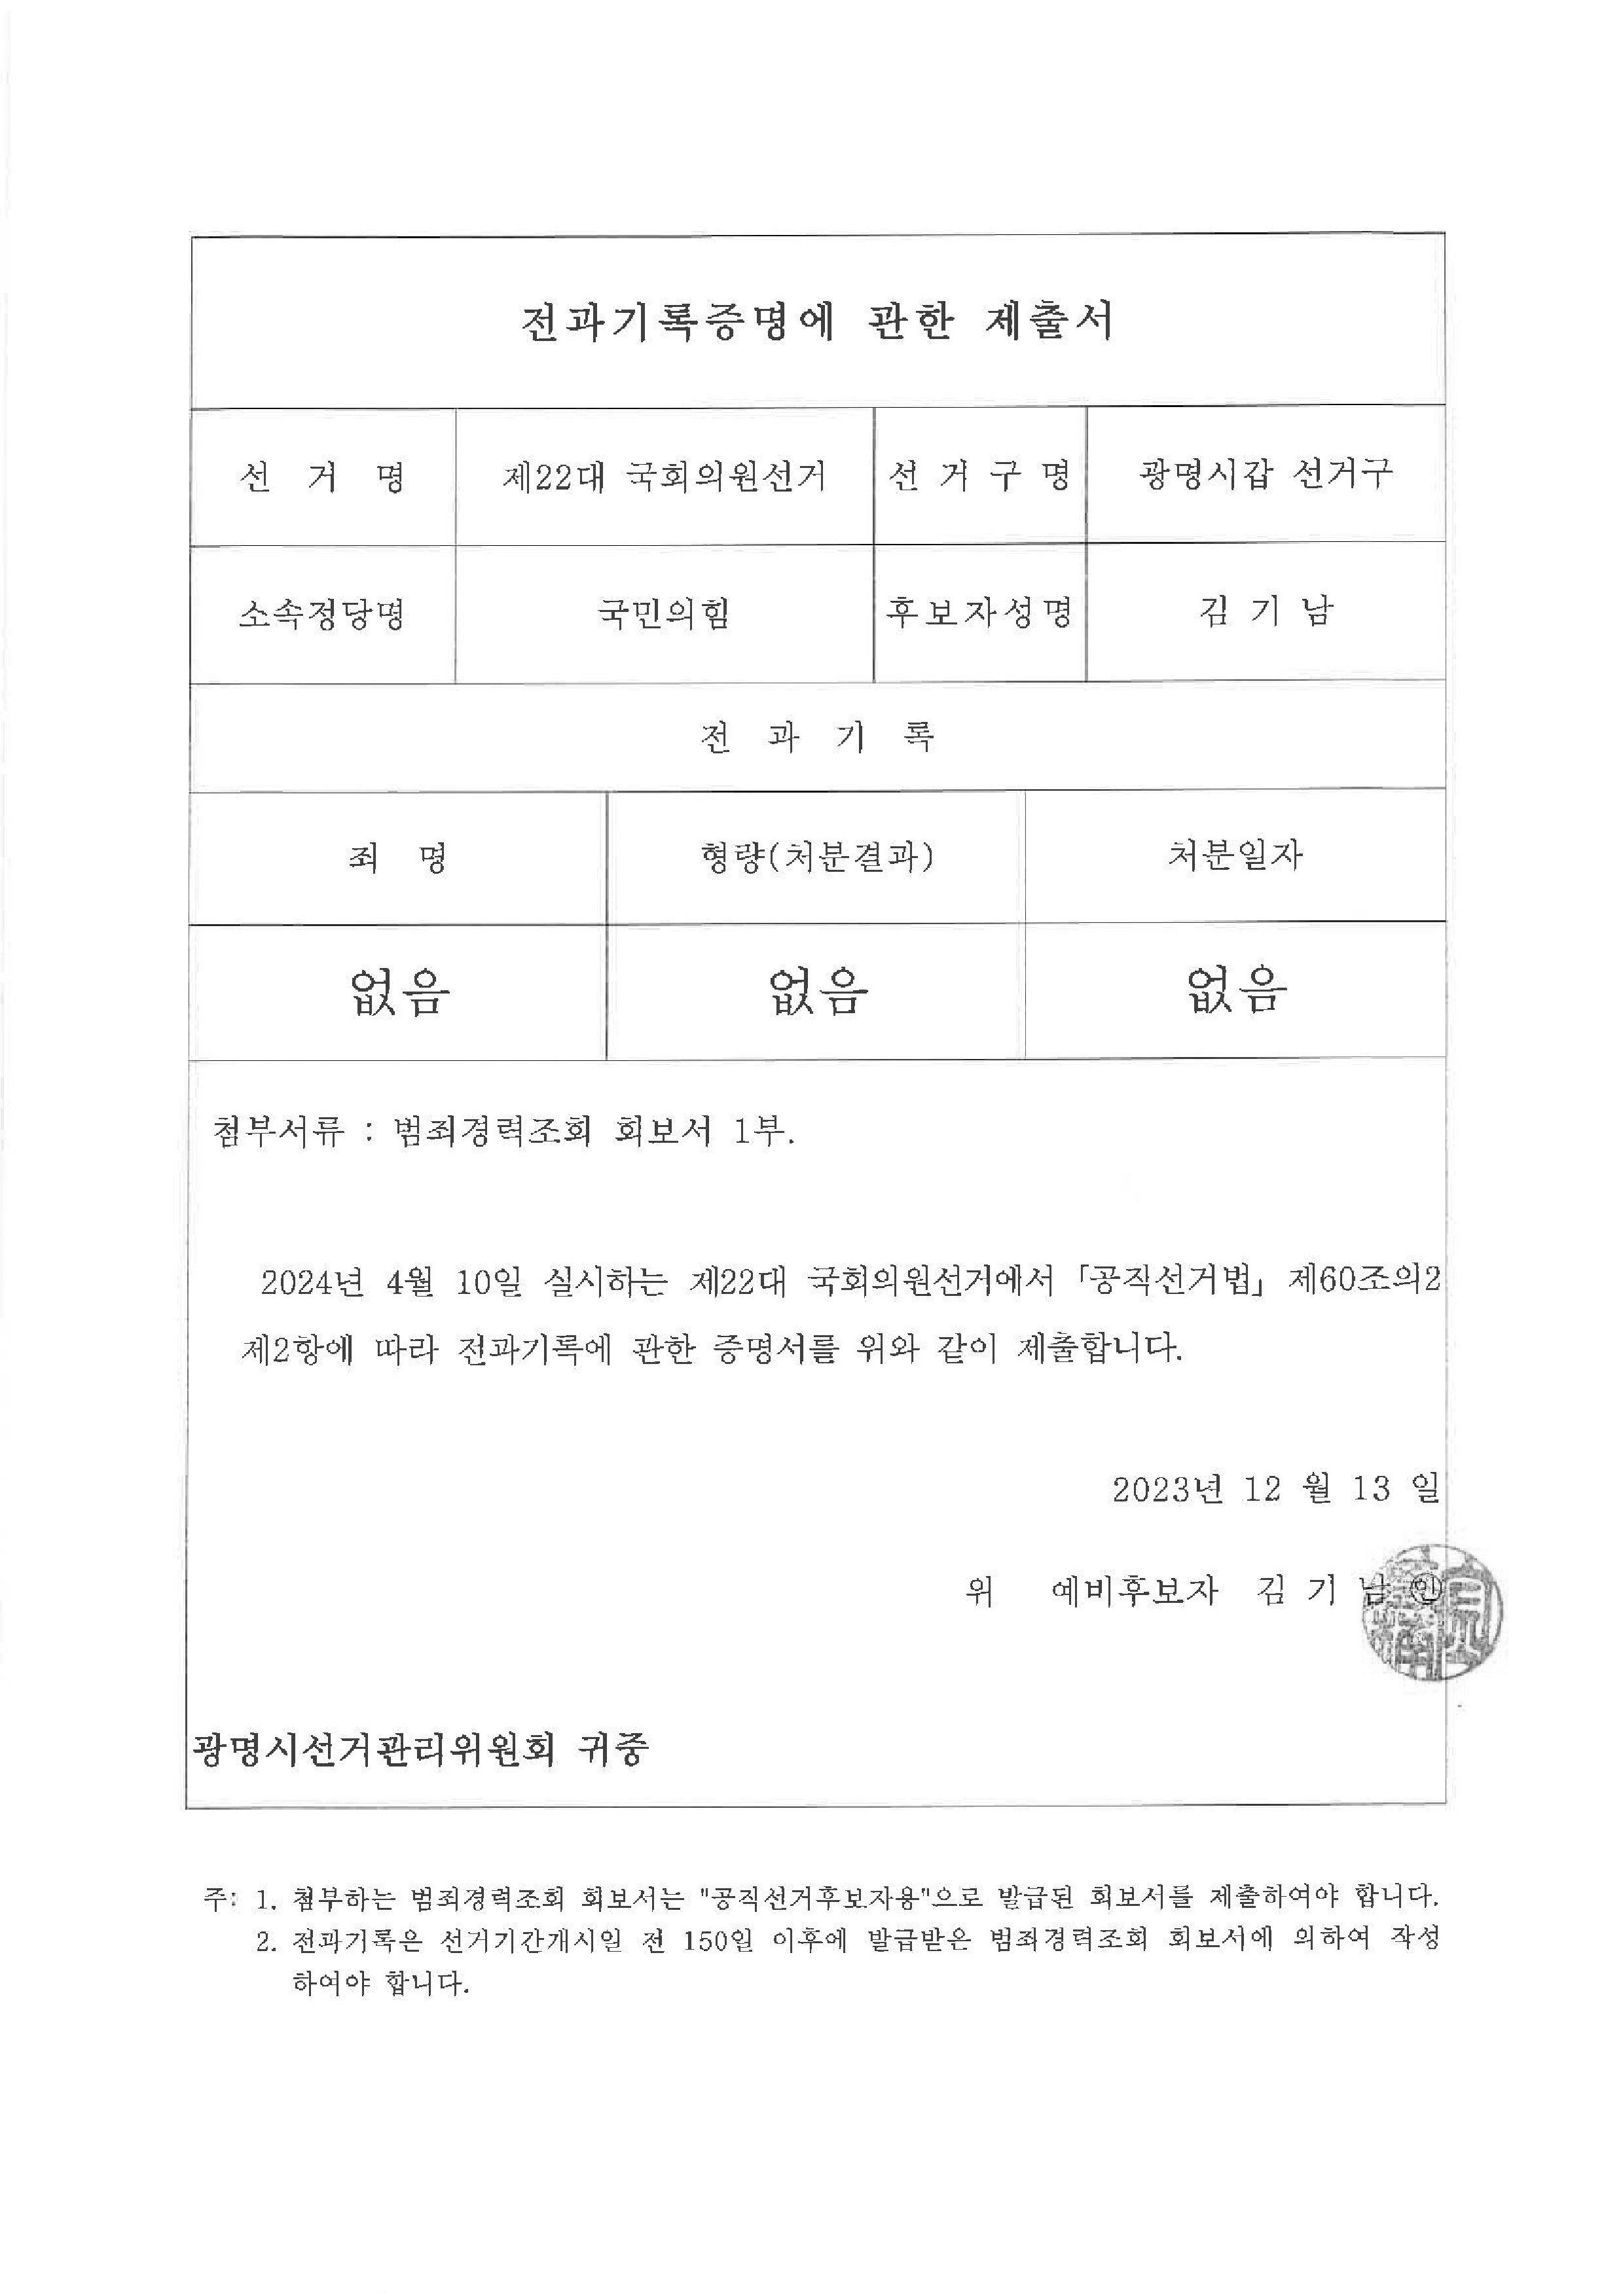 전과기록증명에 관한 제출서
선 거 명 제22대 국회의원선거 선 거 구 명 광명시갑 선거구
소속정당명 국민의힘 후보자성명 김 기 남
전 과 기 록
죄 명 형량(처분결과) 처분일자
없음 없음 없음
첨부서류 : 범죄경력조회 회보서 1부.
2024년 4월 10일 실시하는 제22대 국회의원선거에서 「공직선거법」 제60조의2
제2항에 따라 전과기록에 관한 증명서를 위와 같이 제출합니다.
2023년 12 월 13 일
위 예비후보자 김 기 남 ㊞
광명시선거관리위원회 귀중
주: 1. 첨부하는 범죄경력조회 회보서는 "공직선거후보자용"으로 발급된 회보서를 제출하여야 합니다.
2. 전과기록은 선거기간개시일 전 150일 이후에 발급받은 범죄경력조회 회보서에 의하여 작성
하여야 합니다.